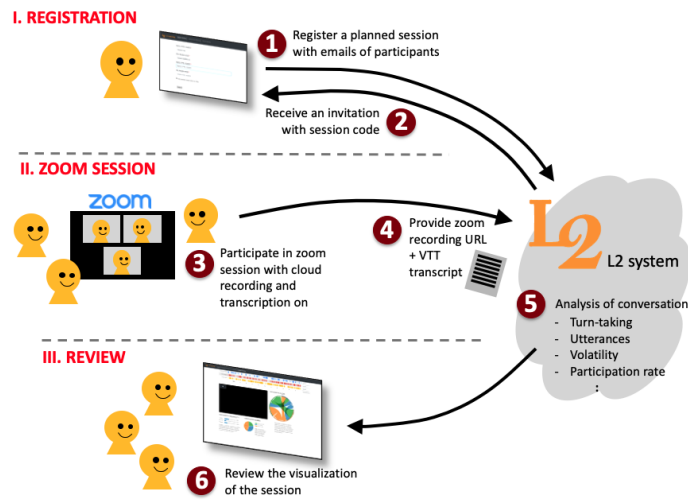 I. REGISTRATION
1
Register a planned session
with emails of participants
Receive an invitation
with session code
2
II. ZOOM SESSION
zoom
3
Participate in zoom
session with cloud
recording and
transcription on
4
Provide zoom
recording URL
+ VTT
transcript
L2
L2 system
5
Analysis of conversation
- Turn-taking
- Utterances
- Volatility
- Participation rate
:
III. REVIEW
6
Review the visualization
of the session